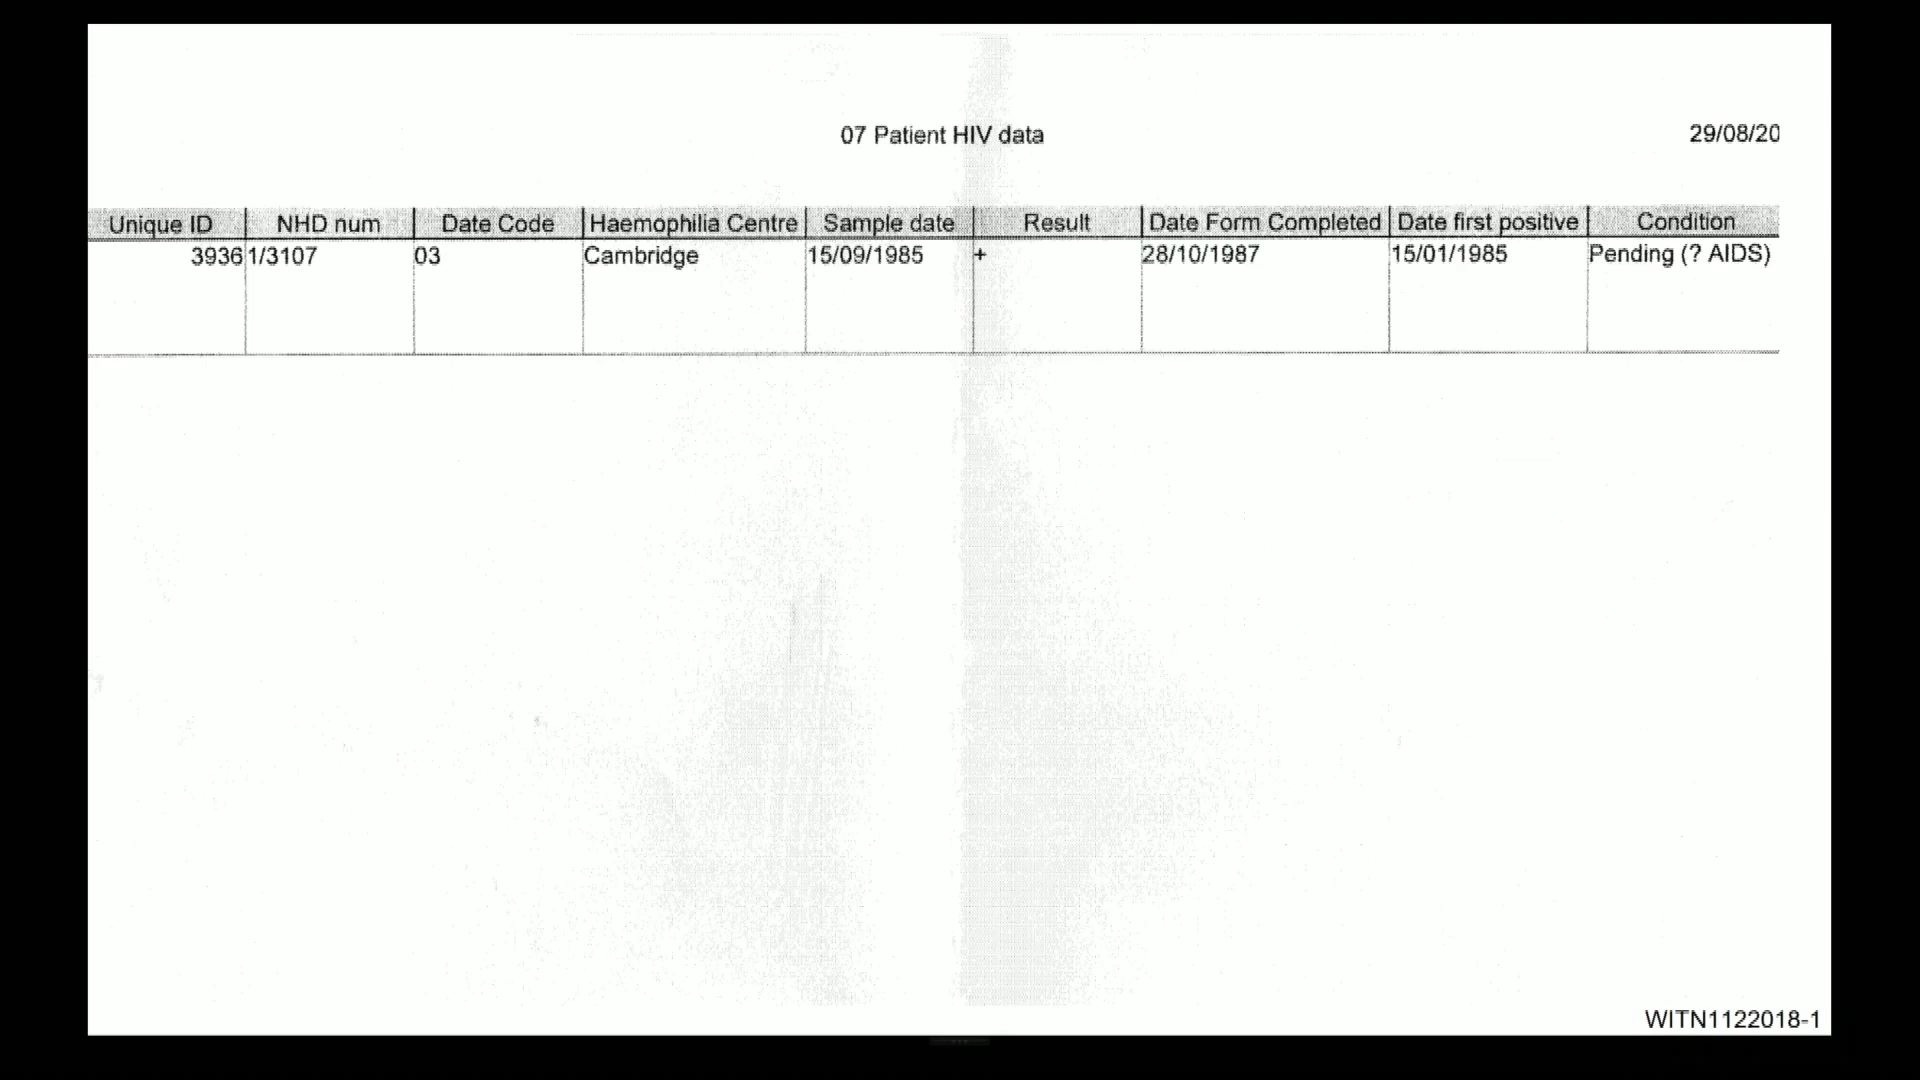 07 Patient HIV data
29/08/20
Unique ID NHD num Date Code Haemophilia Centre Sample date Result Date Form Completed Date first positive Condition
3936 1/3107 03 Cambridge 15/09/1985 + 28/10/1987 15/01/1985 Pending (? AIDS)
WITN1122018-1